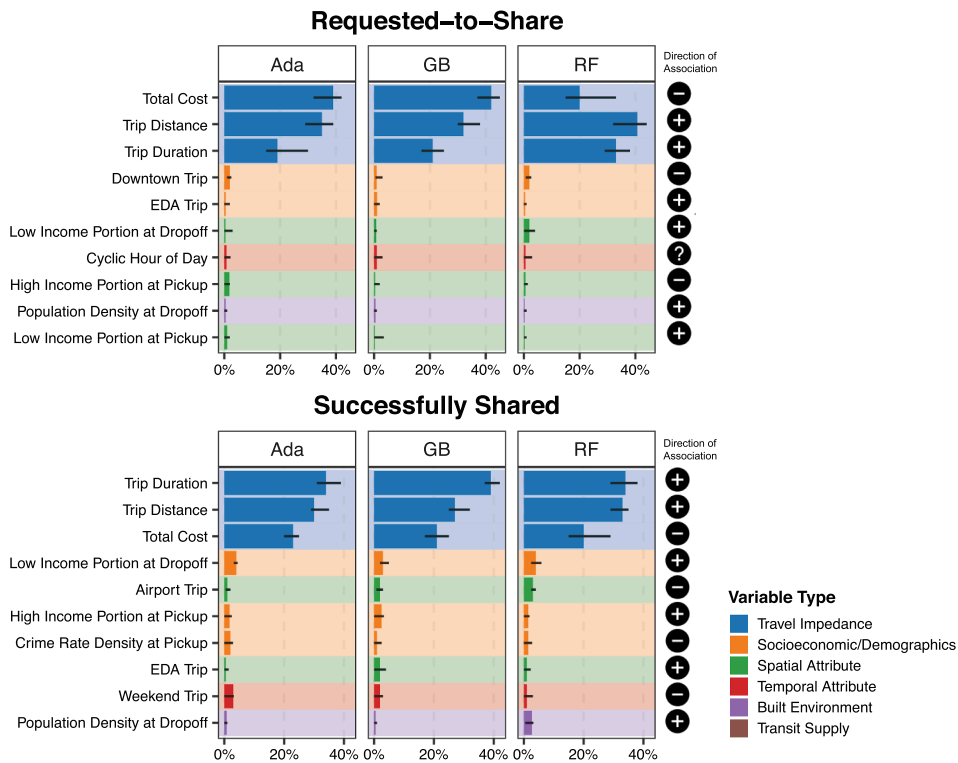 Requested–to–Share
Ada GB RF
Direction of
Association
Total Cost −
Trip Distance +
Trip Duration +
Downtown Trip −
EDA Trip +
Low Income Portion at Dropoff +
Cyclic Hour of Day ?
High Income Portion at Pickup −
Population Density at Dropoff +
Low Income Portion at Pickup +
0% 20% 40% 0% 20% 40% 0% 20% 40%
Successfully Shared
Ada GB RF
Direction of
Association
Trip Duration +
Trip Distance +
Total Cost −
Low Income Portion at Dropoff +
Airport Trip −
High Income Portion at Pickup +
Crime Rate Density at Pickup −
EDA Trip +
Weekend Trip −
Population Density at Dropoff +
0% 20% 40% 0% 20% 40% 0% 20% 40%
Variable Type
Travel Impedance
Socioeconomic/Demographics
Spatial Attribute
Temporal Attribute
Built Environment
Transit Supply